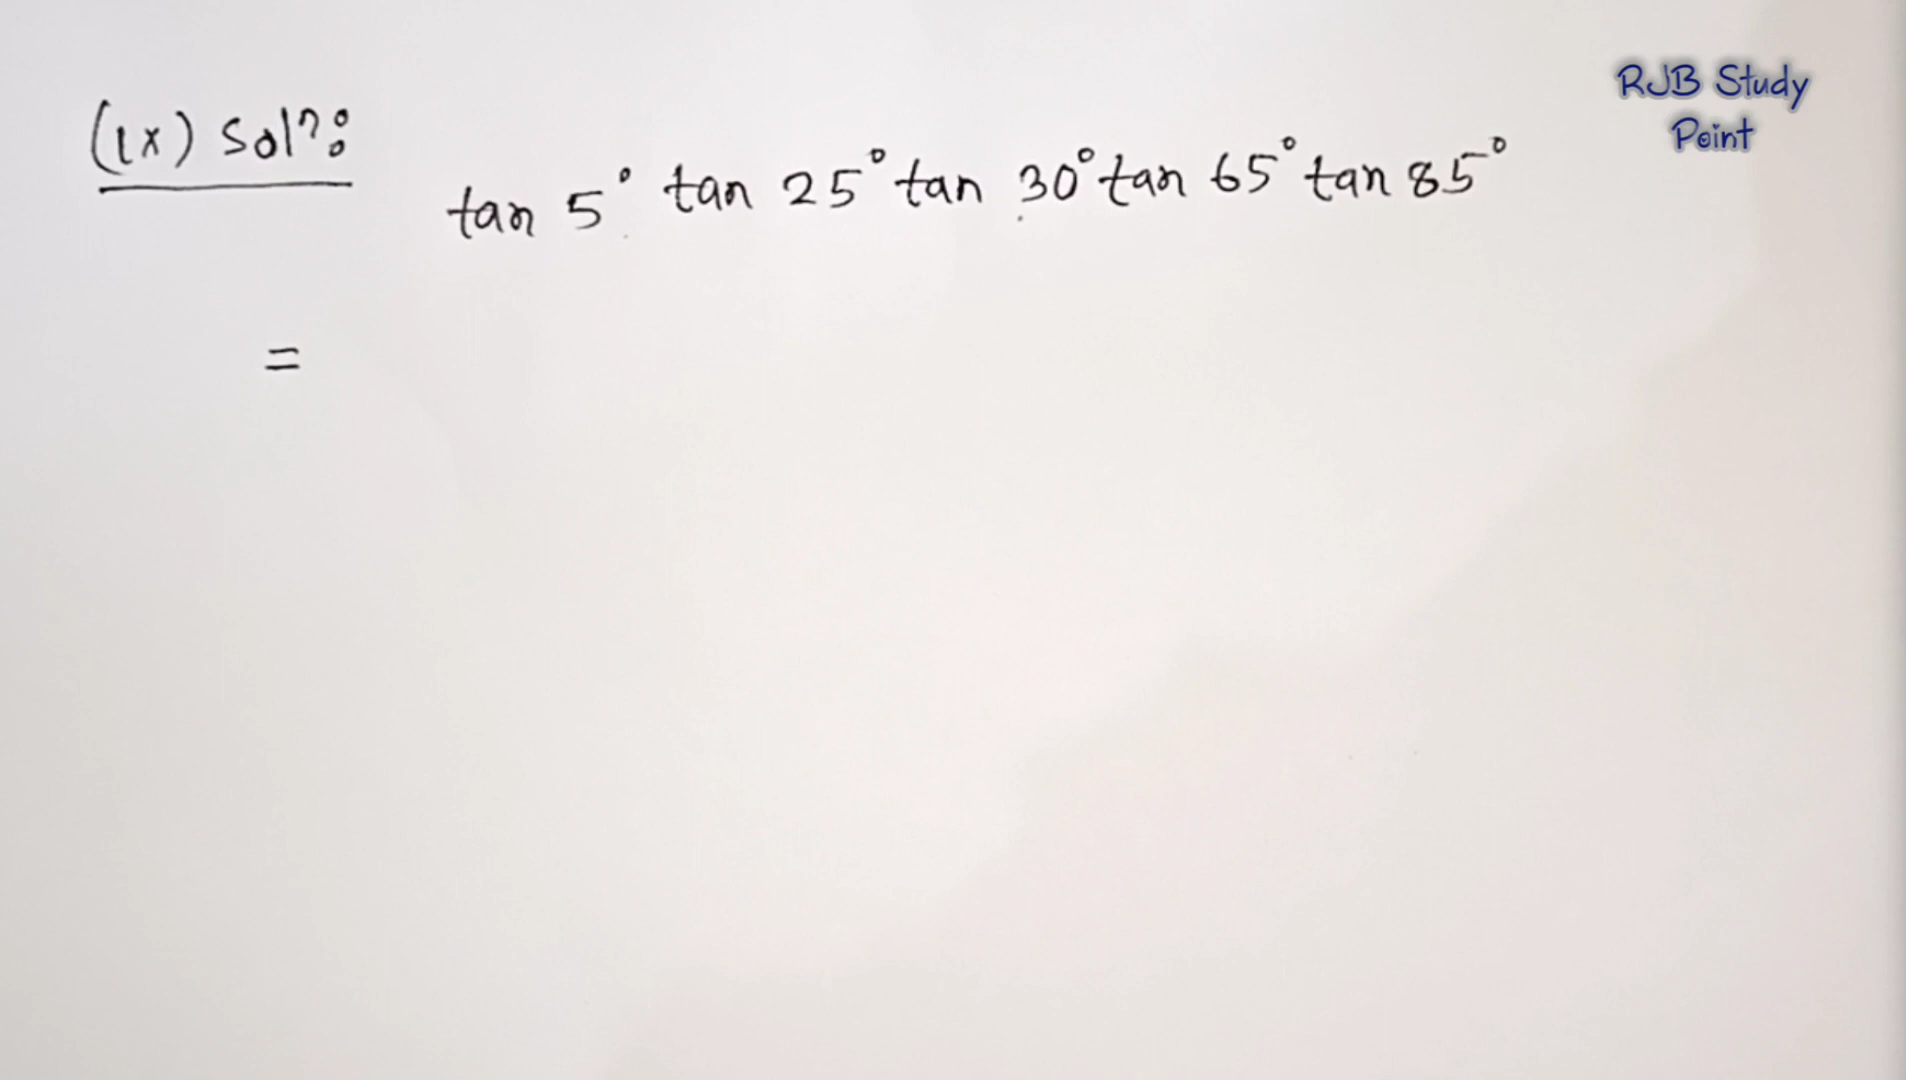 (ix) Solⁿ:
tan 5° tan 25° tan 30° tan 65° tan 85°
=
RJB Study
Point